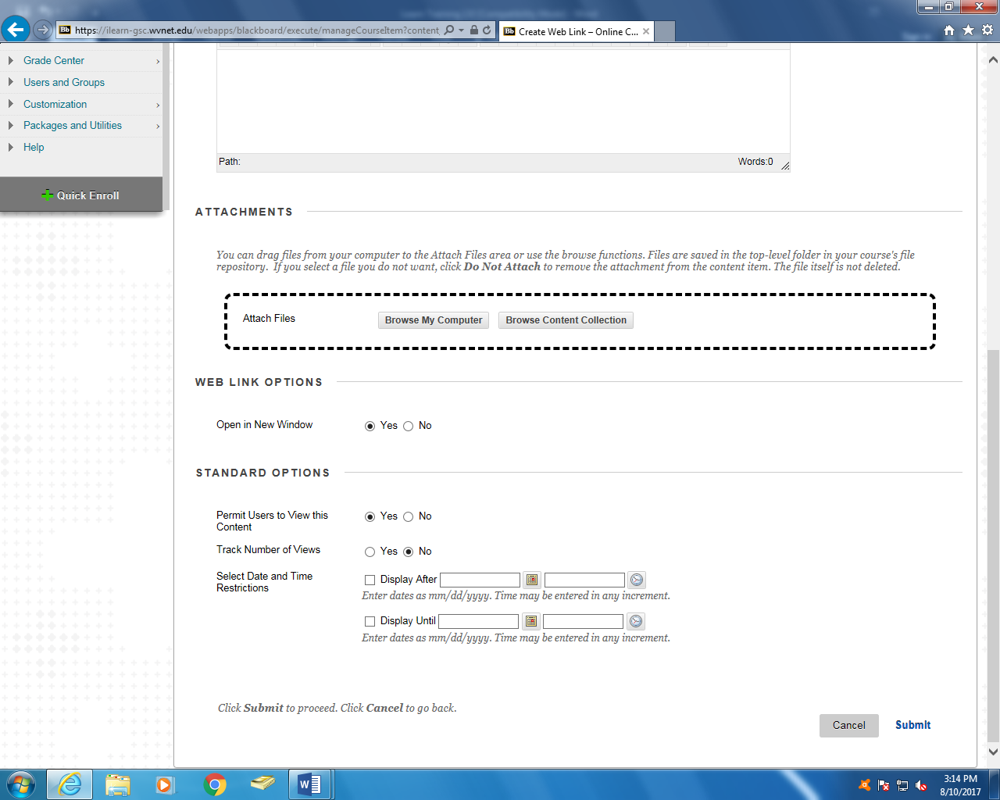 https://ilearn-gsc.wvnet.edu/webapps/blackboard/execute/manageCourseItem?content_
Bb Create Web Link – Online C...
Grade Center
Users and Groups
Customization
Packages and Utilities
Help
Quick Enroll
Path:
Words:0
ATTACHMENTS
You can drag files from your computer to the Attach Files area or use the browse functions. Files are saved in the top-level folder in your course's file
repository. If you select a file you do not want, click Do Not Attach to remove the attachment from the content item. The file itself is not deleted.
Attach Files
Browse My Computer
Browse Content Collection
WEB LINK OPTIONS
Open in New Window
Yes No
STANDARD OPTIONS
Permit Users to View this
Content
Yes No
Track Number of Views
Yes No
Select Date and Time
Restrictions
Display After
Enter dates as mm/dd/yyyy. Time may be entered in any increment.
Display Until
Enter dates as mm/dd/yyyy. Time may be entered in any increment.
Click Submit to proceed. Click Cancel to go back.
Cancel
Submit
3:14 PM
8/10/2017